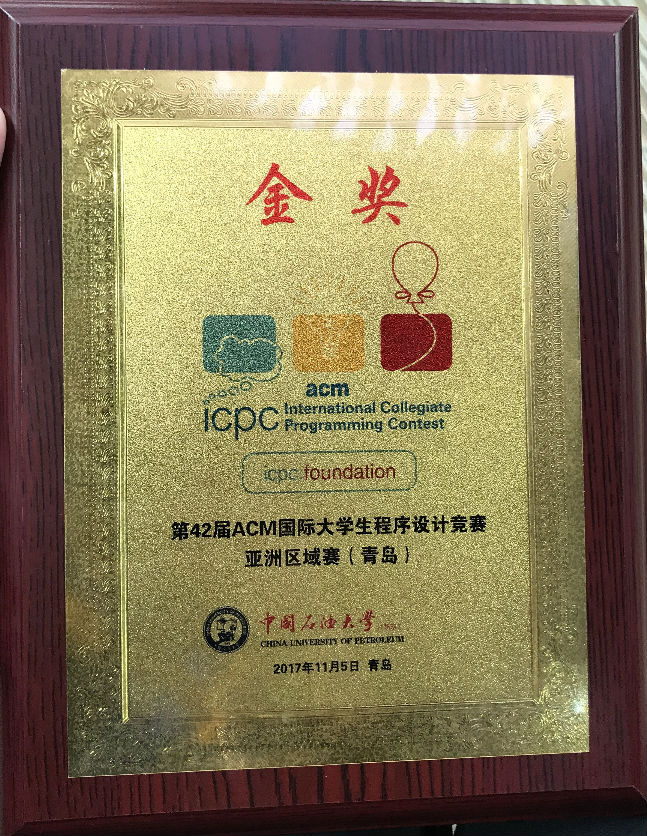 金奖
acm
icpc International Collegiate
Programming Contest
icpc foundation
第42届ACM国际大学生程序设计竞赛
亚洲区域赛（青岛）
中国石油大学
CHINA UNIVERSITY OF PETROLEUM
2017年11月5日 青岛